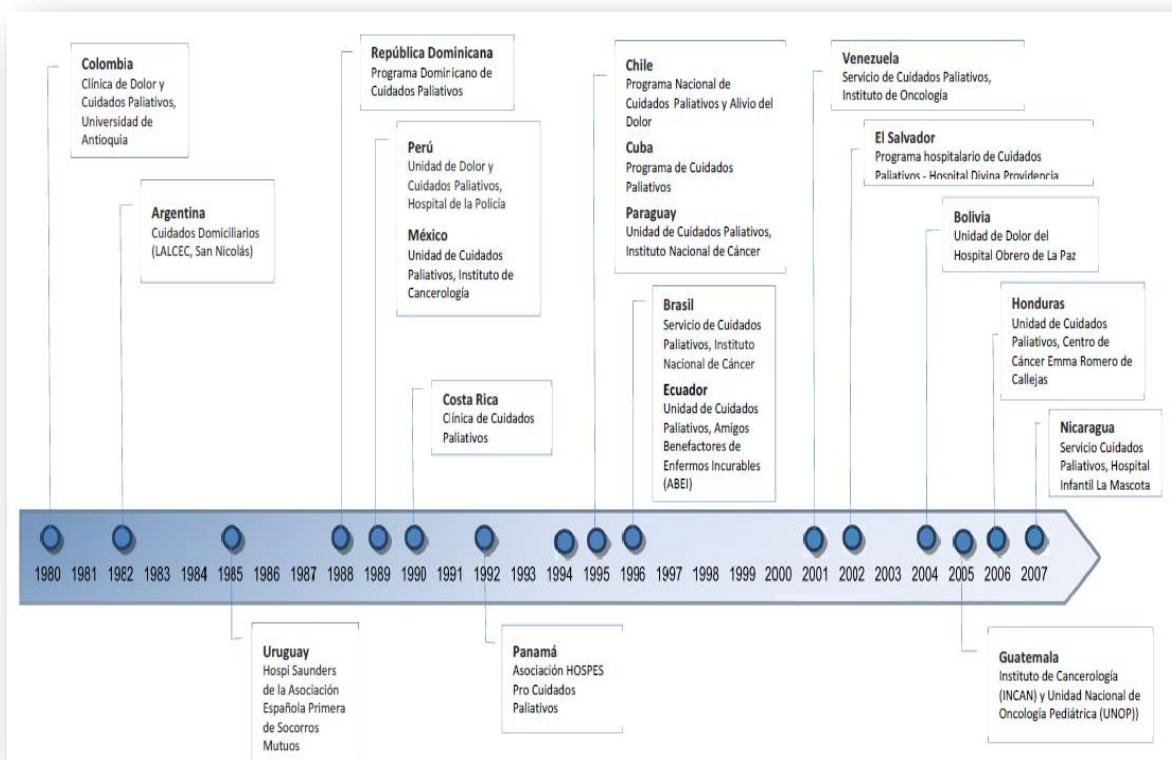 Colombia
Clínica de Dolor y
Cuidados Paliativos,
Universidad de
Antioquia
Argentina
Cuidados Domiciliarios
(LALCEC, San Nicolás)
República Dominicana
Programa Dominicano de
Cuidados Paliativos
Perú
Unidad de Dolor y
Cuidados Paliativos,
Hospital de la Policía
México
Unidad de Cuidados
Paliativos, Instituto de
Cancerología
Costa Rica
Clínica de Cuidados
Paliativos
Chile
Programa Nacional de
Cuidados Paliativos y Alivio del
Dolor
Cuba
Programa de Cuidados
Paliativos
Paraguay
Unidad de Cuidados Paliativos,
Instituto Nacional de Cáncer
Brasil
Servicio de Cuidados
Paliativos, Instituto
Nacional de Cáncer
Ecuador
Unidad de Cuidados
Paliativos, Amigos
Benefactores de
Enfermos Incurables
(ABEI)
Venezuela
Servicio de Cuidados Paliativos,
Instituto de Oncología
El Salvador
Programa hospitalario de Cuidados
Paliativos - Hospital Divina Providencia
Bolivia
Unidad de Dolor del
Hospital Obrero de La Paz
Honduras
Unidad de Cuidados
Paliativos, Centro de
Cáncer Emma Romero de
Callejas
Nicaragua
Servicio Cuidados
Paliativos, Hospital
Infantil La Mascota
1980 1981 1982 1983 1984 1985 1986 1987 1988 1989 1990 1991 1992 1993 1994 1995 1996 1997 1998 1999 2000 2001 2002 2003 2004 2005 2006 2007
Uruguay
Hospi Saunders
de la Asociación
Española Primera
de Socorros
Mutuos
Panamá
Asociación HOSPES
Pro Cuidados
Paliativos
Guatemala
Instituto de Cancerología
(INCAN) y Unidad Nacional de
Oncología Pediátrica (UNOP))